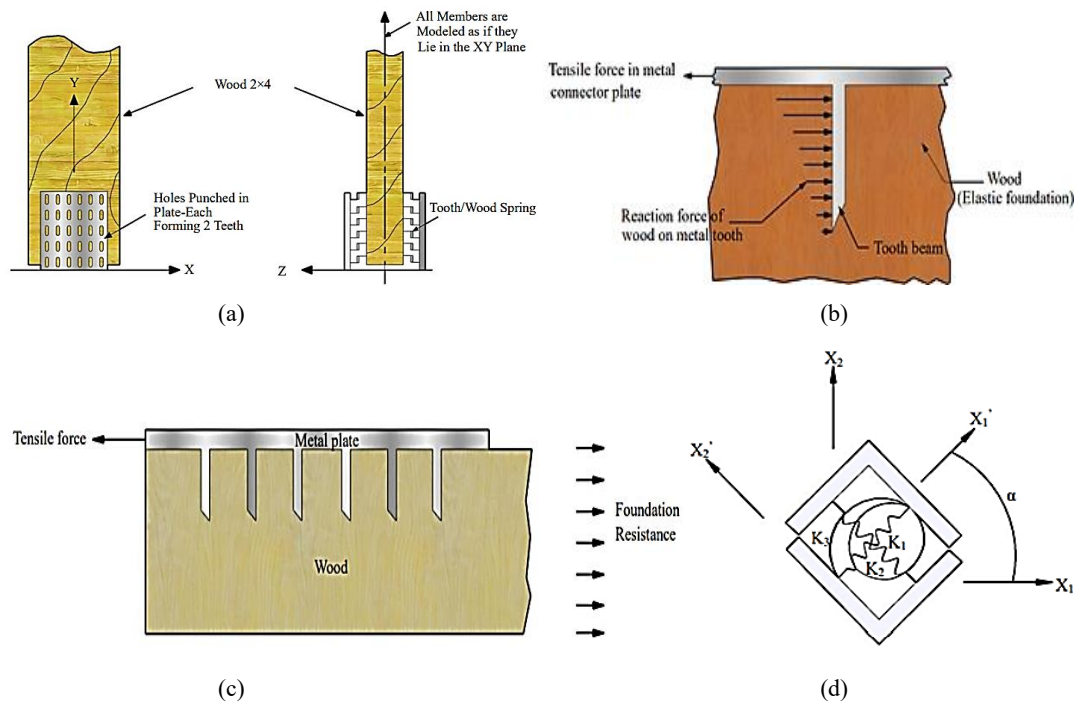 All Members are
Modeled as if they
Lie in the XY Plane
Y
Wood 2×4
Holes Punched in
Plate-Each
Forming 2 Teeth
Tooth/Wood Spring
X
Z
(a)
Tensile force in metal
connector plate
Wood
(Elastic foundation)
Reaction force of
wood on metal tooth
Tooth beam
(b)
Tensile force
Metal plate
Wood
Foundation
Resistance
(c)
X₂
X₁'
X₂'
α
K₃
K₁
K₂
X₁
(d)